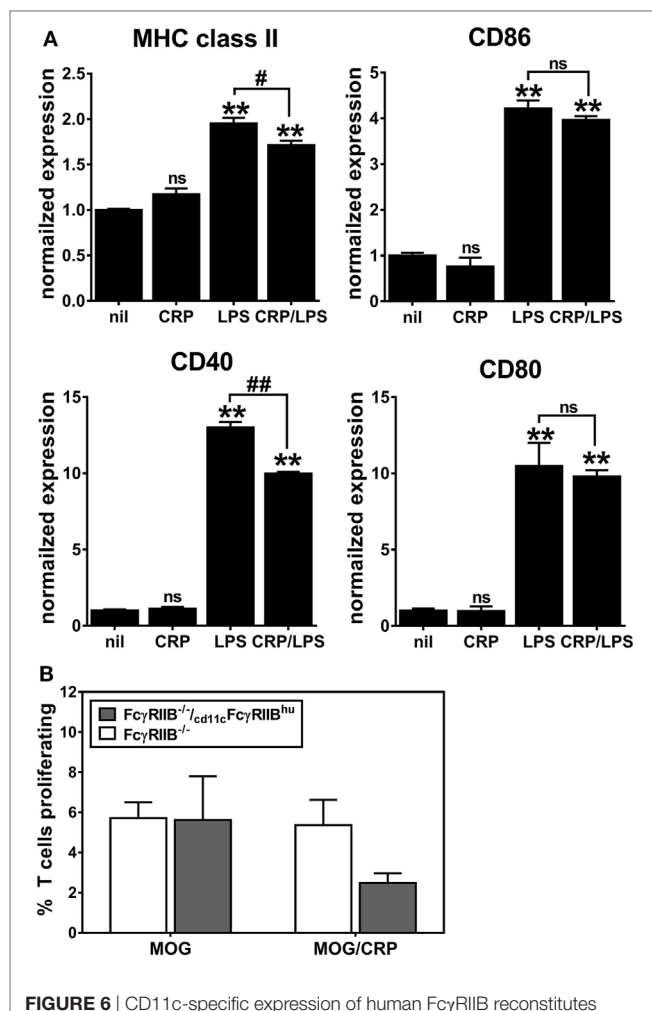 A
MHC class II
CD86
normailzed expression
2.5
2.0
1.5
1.0
0.5
0.0
ns
**
#
**
nil CRP LPS CRP/LPS
normailzed expression
5
4
3
2
1
0
ns
**
ns
**
nil CRP LPS CRP/LPS
CD40
CD80
normailzed expression
15
10
5
0
ns
**
##
**
nil CRP LPS CRP/LPS
normailzed expression
15
10
5
0
ns
**
ns
**
nil CRP LPS CRP/LPS
B
% T cells proliferating
12
10
8
6
4
2
0
FcγRIIB-/-/cd11cFcγRIIBhu
FcγRIIB-/-
MOG MOG/CRP
FIGURE 6 | CD11c-specific expression of human FcγRIIB reconstitutes